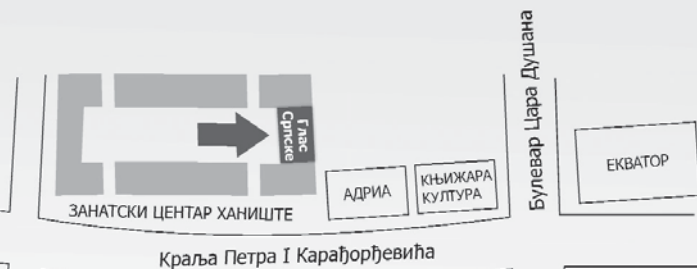 Глас
Српске
АДРИА
КЊИЖАРА
КУЛТУРА
Булевар Цара Душана
ЕКВАТОР
ЗАНАТСКИ ЦЕНТАР ХАНИШТЕ
Краља Петра I Карађорђевића